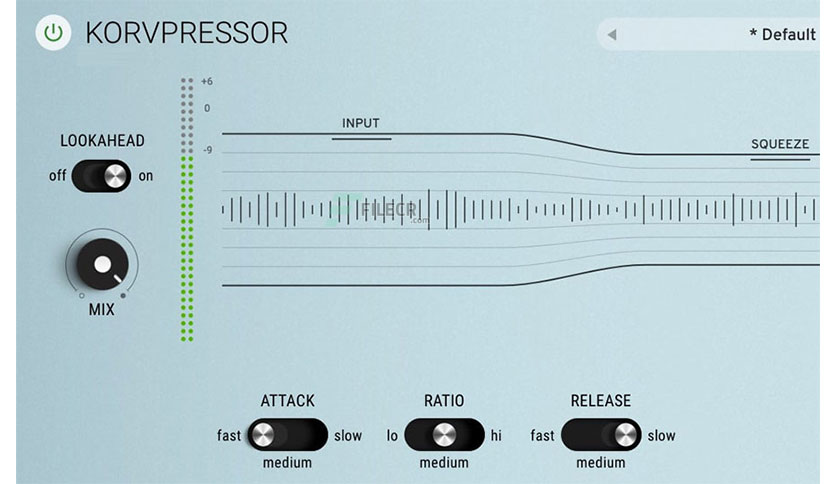 KORVPRESSOR
* Default
+6
0
INPUT
LOOKAHEAD
-9
SQUEEZE
off on
FILECR
.com
MIX
ATTACK RATIO RELEASE
fast slow lo hi fast slow
medium medium medium